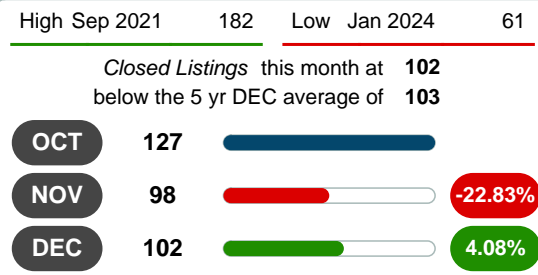 High Sep 2021 182 Low Jan 2024 61
Closed Listings this month at 102
below the 5 yr DEC average of 103
OCT 127
NOV 98 -22.83%
DEC 102 4.08%